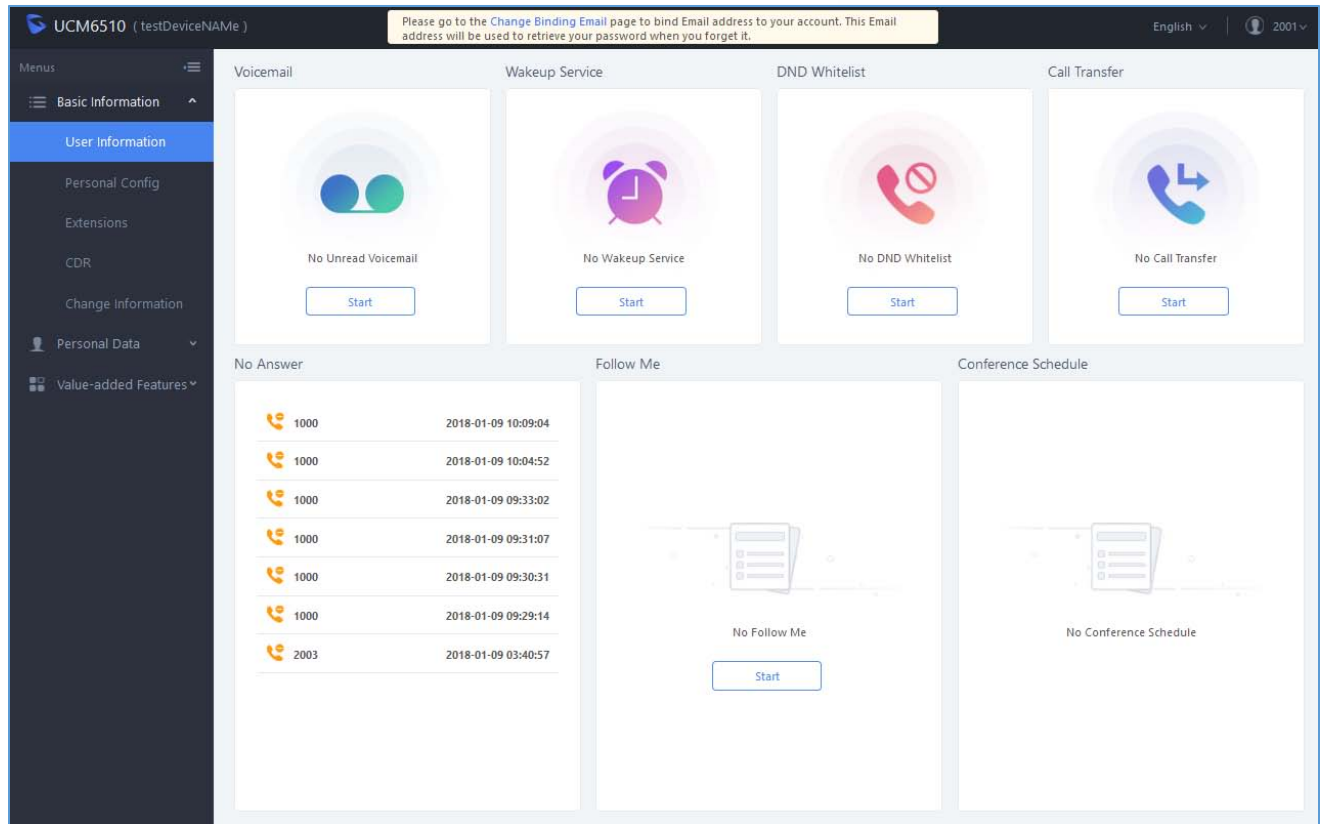 UCM6510 ( testDeviceNAMe )
Please go to the Change Binding Email page to bind Email address to your account. This Email
address will be used to retrieve your password when you forget it.
English
2001
Menus
Basic Information
User Information
Personal Config
Extensions
CDR
Change Information
Personal Data
Value-added Features
Voicemail
No Unread Voicemail
Start
Wakeup Service
No Wakeup Service
Start
DND Whitelist
No DND Whitelist
Start
Call Transfer
No Call Transfer
Start
No Answer
1000 2018-01-09 10:09:04
1000 2018-01-09 10:04:52
1000 2018-01-09 09:33:02
1000 2018-01-09 09:31:07
1000 2018-01-09 09:30:31
1000 2018-01-09 09:29:14
2003 2018-01-09 03:40:57
Follow Me
No Follow Me
Start
Conference Schedule
No Conference Schedule